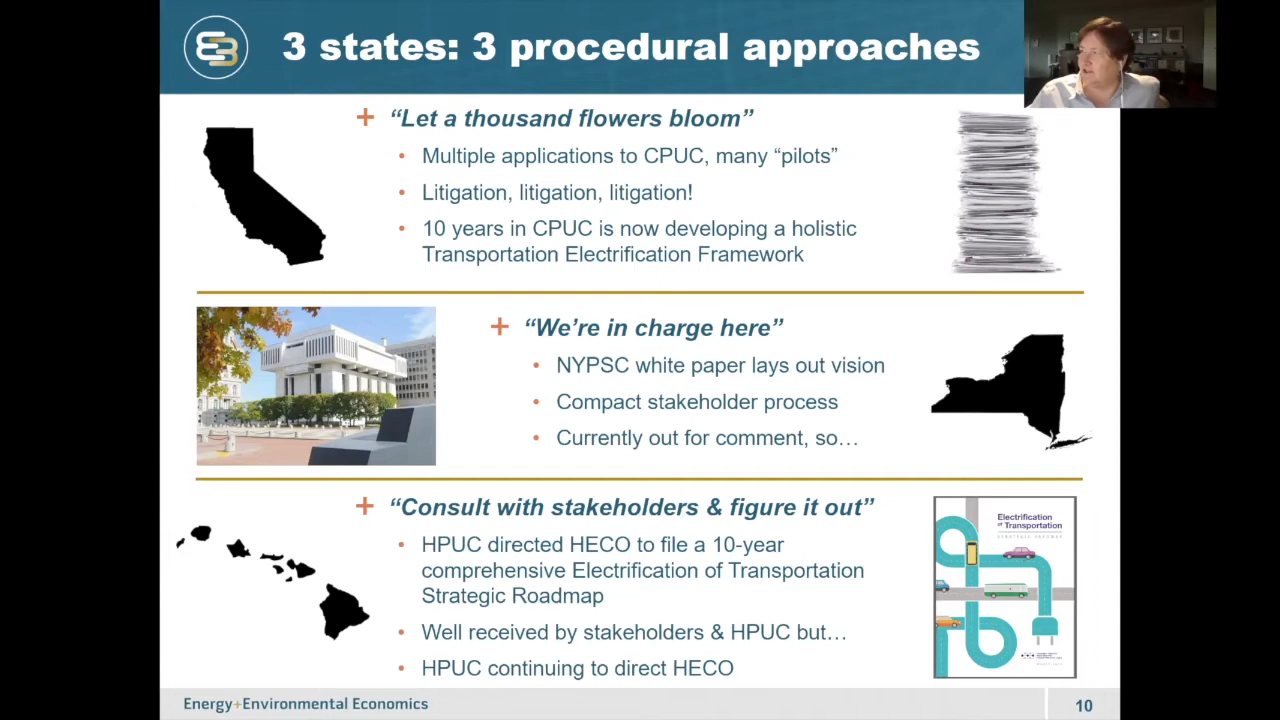 3 states: 3 procedural approaches
+ “Let a thousand flowers bloom”
• Multiple applications to CPUC, many “pilots”
• Litigation, litigation, litigation!
• 10 years in CPUC is now developing a holistic
Transportation Electrification Framework
+ “We’re in charge here”
• NYPSC white paper lays out vision
• Compact stakeholder process
• Currently out for comment, so…
+ “Consult with stakeholders & figure it out”
• HPUC directed HECO to file a 10-year
comprehensive Electrification of Transportation
Strategic Roadmap
• Well received by stakeholders & HPUC but…
• HPUC continuing to direct HECO
Electrification
of Transportation
STRATEGIC ROADMAP
Energy+Environmental Economics
10